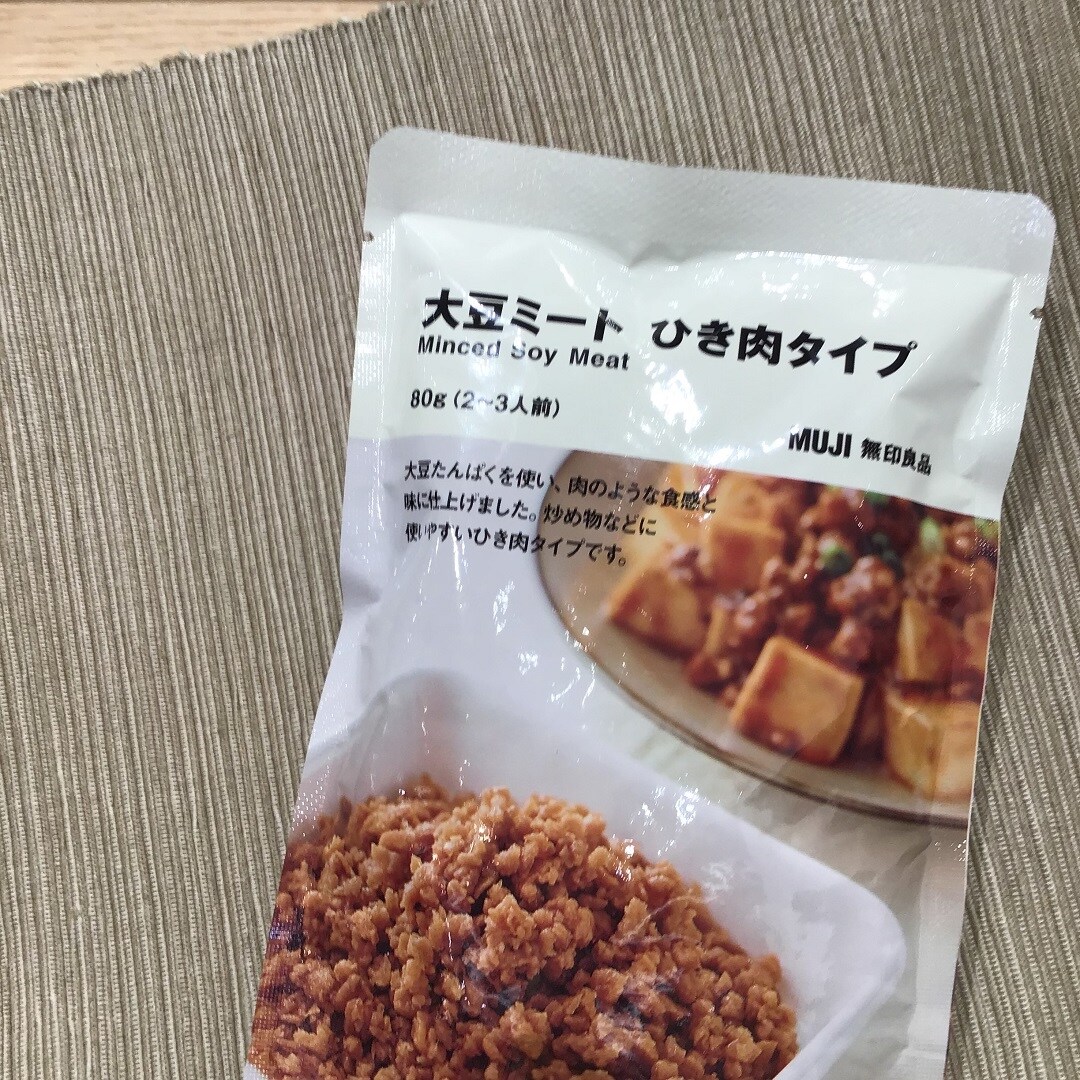 大豆ミート ひき肉タイプ
Minced Soy Meat
80g(2~3人前)
MUJI 無印良品
大豆たんぱくを使い、肉のような食感と
味に仕上げました。炒め物などに
使いやすいひき肉タイプです。